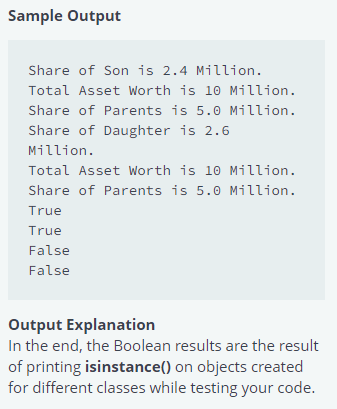 Sample Output
Share of Son is 2.4 Million.
Total Asset Worth is 10 Million.
Share of Parents is 5.0 Million.
Share of Daughter is 2.6
Million.
Total Asset Worth is 10 Million.
Share of Parents is 5.0 Million.
True
True
False
False
Output Explanation
In the end, the Boolean results are the result
of printing isinstance() on objects created
for different classes while testing your code.